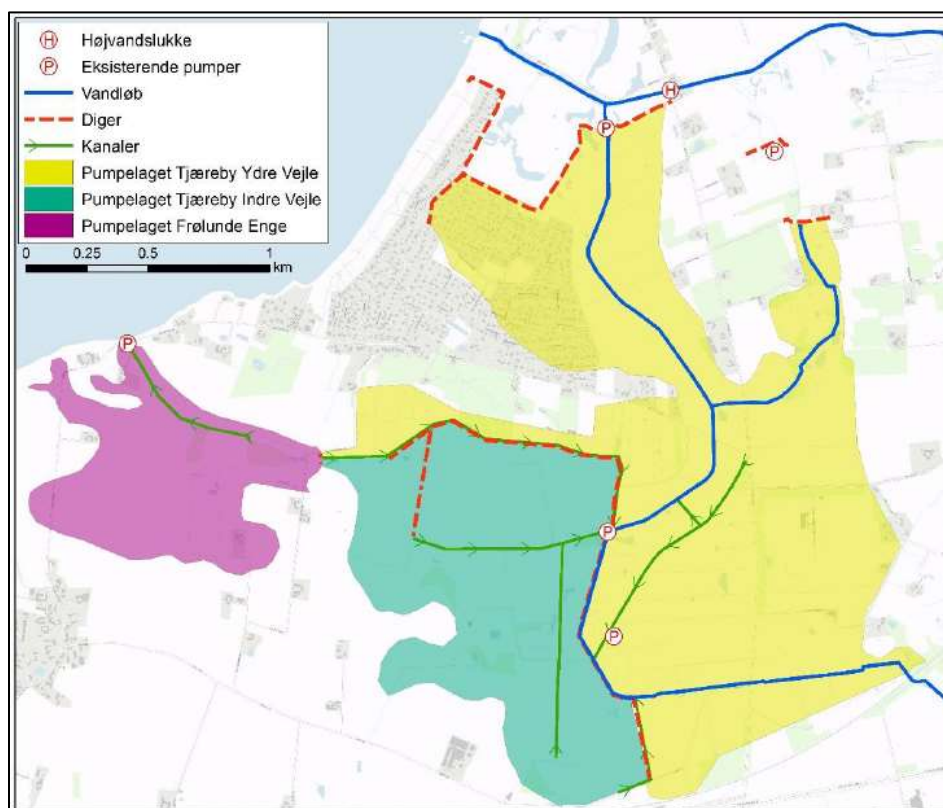 H Højvandslukke
P Eksisterende pumper
Vandløb
Diger
Kanaler
Pumpelaget Tjæreby Ydre Vejle
Pumpelaget Tjæreby Indre Vejle
Pumpelaget Frølunde Enge
0 0.25 0.5 1
km
H
P
P
P
P
P